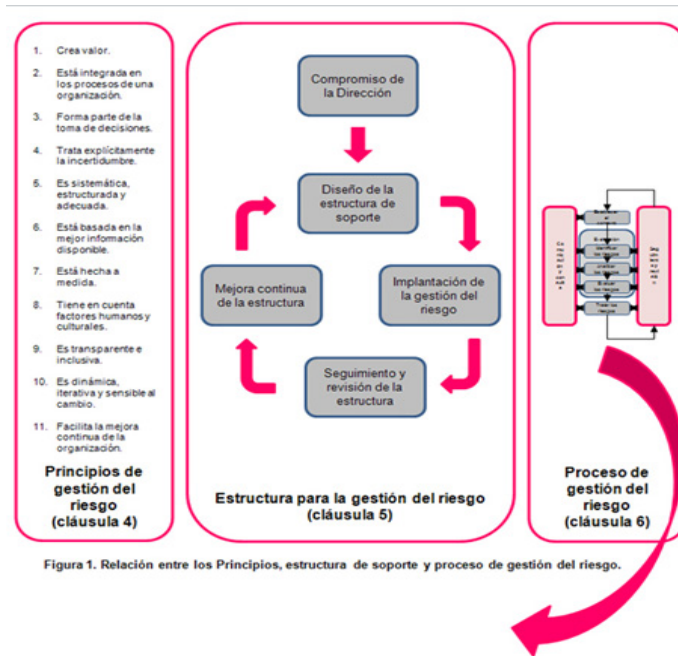 1. Crea valor.
2. Está integrada en
los procesos de una
organización.
3. Forma parte de la
toma de decisiones.
4. Trata explícitamente
la incertidumbre.
5. Es sistemática,
estructurada y
adecuada.
6. Está basada en la
mejor información
disponible.
7. Está hecha a
medida.
8. Tiene en cuenta
factores humanos y
culturales.
9. Es transparente e
inclusiva.
10. Es dinámica,
iterativa y sensible al
cambio.
11. Facilita la mejora
continua de la
organización.
Principios de
gestión del
riesgo
(cláusula 4)
Compromiso de
la Dirección
Diseño de la
estructura de
soporte
Implantación de
la gestión del
riesgo
Seguimiento y
revisión de la
estructura
Mejora continua
de la estructura
Estructura para la gestión del riesgo
(cláusula 5)
Proceso de
gestión del
riesgo
(cláusula 6)
Figura 1. Relación entre los Principios, estructura de soporte y proceso de gestión del riesgo.